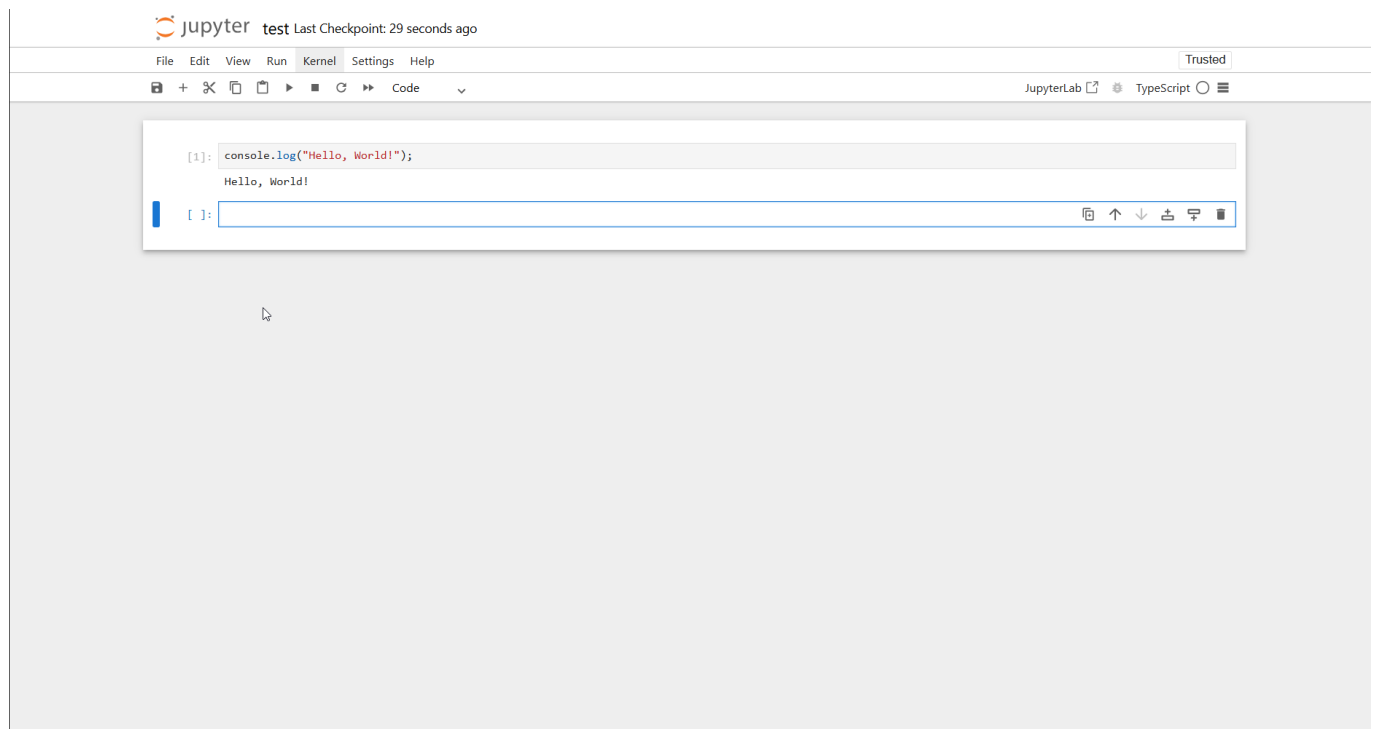 jupyter test Last Checkpoint: 29 seconds ago
File Edit View Run Kernel Settings Help Trusted
Code JupyterLab TypeScript
[1]: console.log("Hello, World!");
Hello, World!
[ ]: